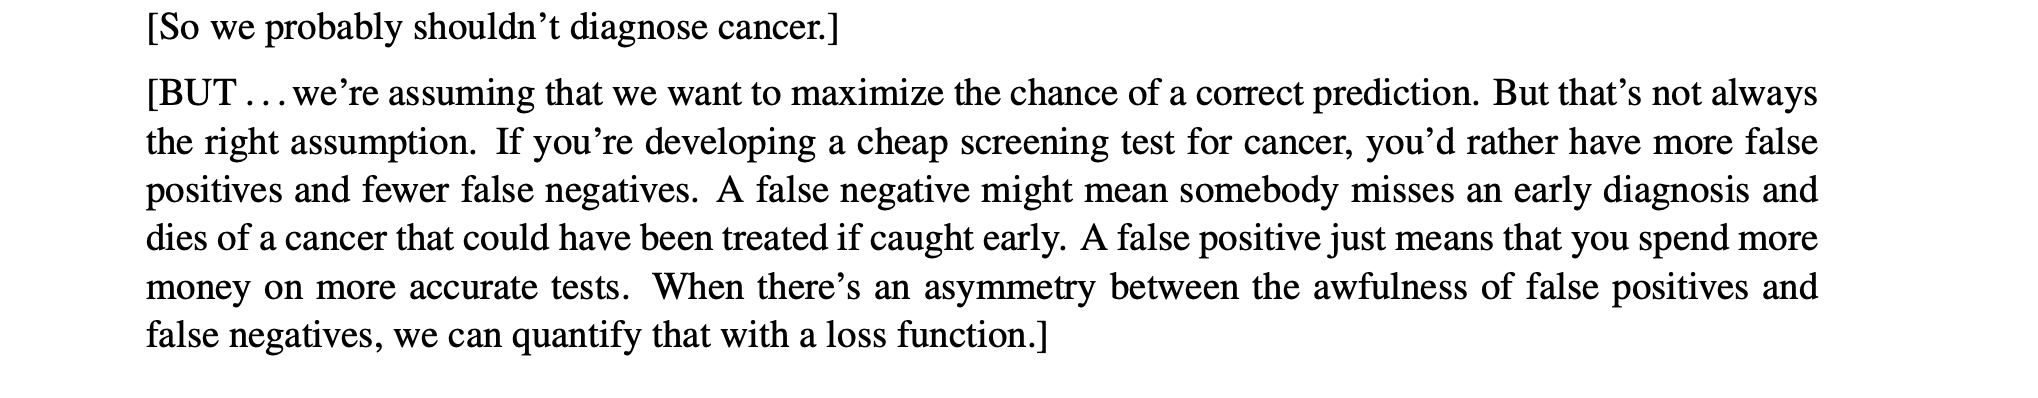 [So we probably shouldn’t diagnose cancer.]
[BUT . . . we’re assuming that we want to maximize the chance of a correct prediction. But that’s not always
the right assumption. If you’re developing a cheap screening test for cancer, you’d rather have more false
positives and fewer false negatives. A false negative might mean somebody misses an early diagnosis and
dies of a cancer that could have been treated if caught early. A false positive just means that you spend more
money on more accurate tests. When there’s an asymmetry between the awfulness of false positives and
false negatives, we can quantify that with a loss function.]